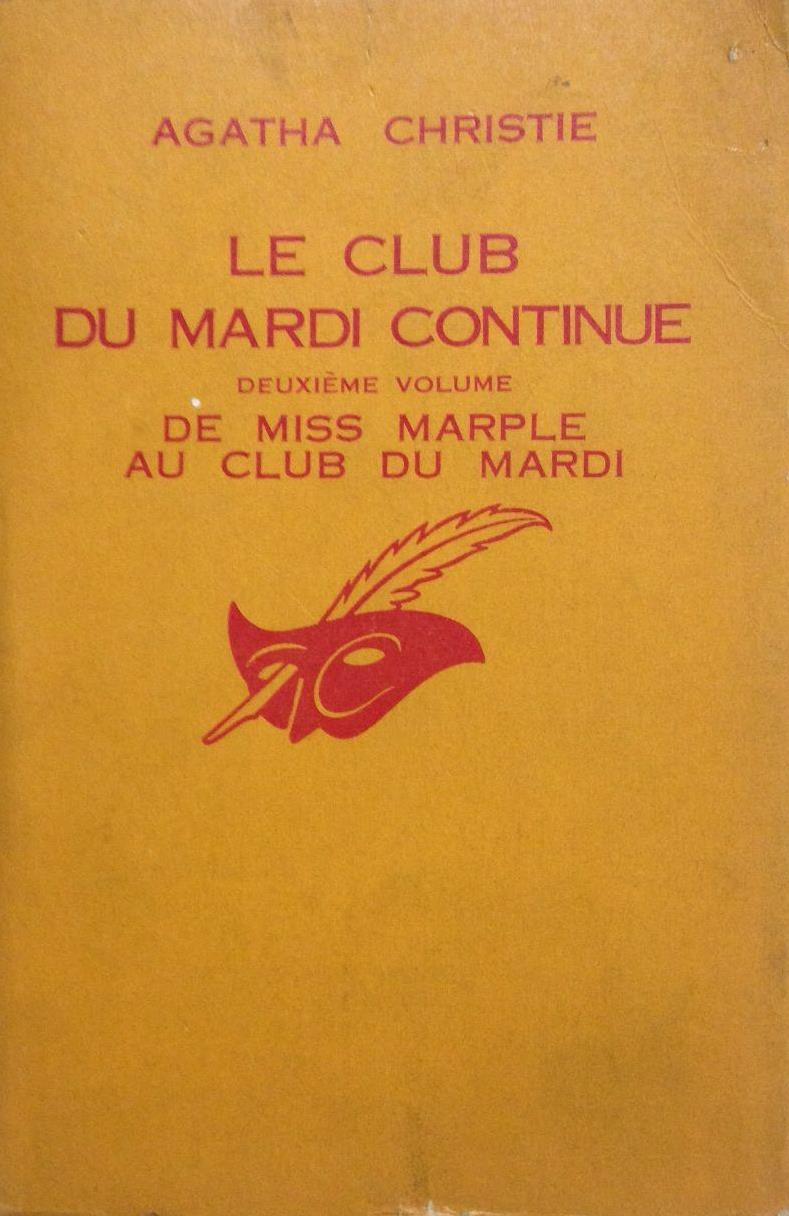 AGATHA CHRISTIE
LE CLUB
DU MARDI CONTINUE
DEUXIÈME VOLUME
DE MISS MARPLE
AU CLUB DU MARDI